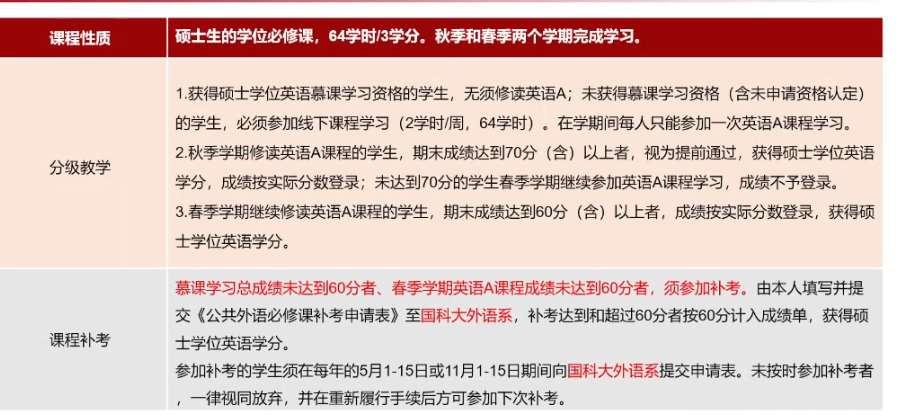 课程性质
硕士生的学位必修课，64学时/3学分。秋季和春季两个学期完成学习。
分级教学
1.获得硕士学位英语慕课学习资格的学生，无须修读英语A；未获得慕课学习资格（含未申请资格认定）
的学生，必须参加线下课程学习（2学时/周，64学时）。在学期间每人只能参加一次英语A课程学习。
2.秋季学期修读英语A课程的学生，期末成绩达到70分（含）以上者，视为提前通过，获得硕士学位英语
学分，成绩按实际分数登录；未达到70分的学生春季学期继续参加英语A课程学习，成绩不予登录。
3.春季学期继续修读英语A课程的学生，期末成绩达到60分（含）以上者，成绩按实际分数登录，获得硕
士学位英语学分。
课程补考
慕课学习总成绩未达到60分者、春季学期英语A课程成绩未达到60分者，须参加补考。由本人填写并提
交《公共外语必修课补考申请表》至国科大外语系，补考达到和超过60分者按60分计入成绩单，获得硕
士学位英语学分。
参加补考的学生须在每年的5月1-15日或11月1-15日期间向国科大外语系提交申请表。未按时参加补考者
，一律视同放弃，并在重新履行手续后方可参加下次补考。